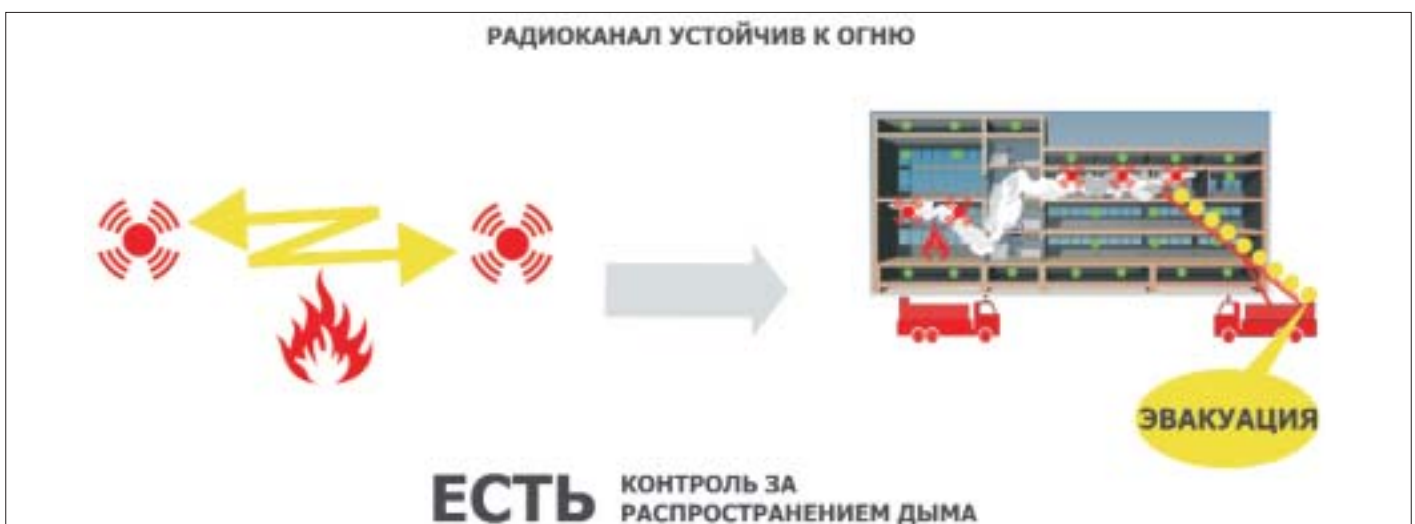 РАДИОКАНАЛ УСТОЙЧИВ К ОГНЮ
ЭВАКУАЦИЯ
ЕСТЬ КОНТРОЛЬ ЗА
РАСПРОСТРАНЕНИЕМ ДЫМА